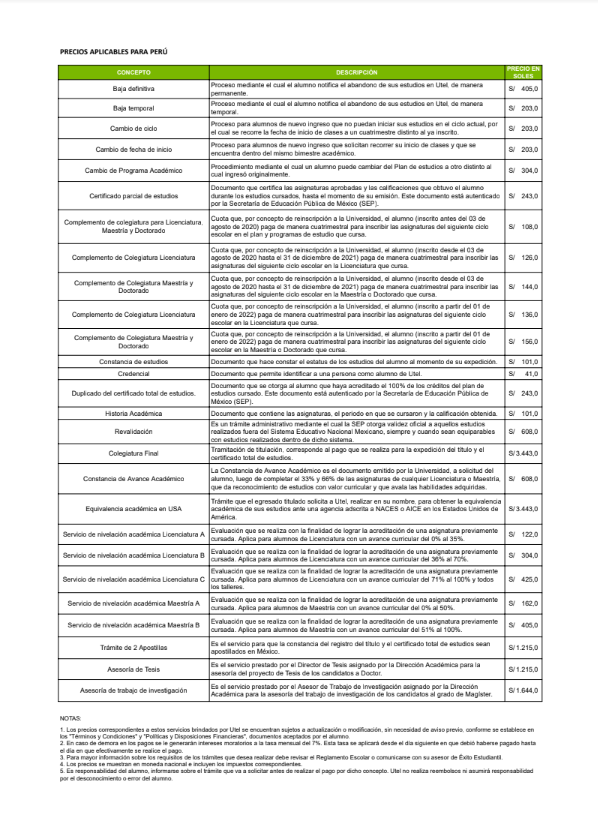 PRECIOS APLICABLES PARA PERÚ
CONCEPTO DESCRIPCIÓN PRECIO EN SOLES
Baja definitiva
Proceso mediante el cual el alumno notifica el abandono de sus estudios en Utel, de manera
permanente.
S/ 405,0
Baja temporal
Proceso mediante el cual el alumno notifica el abandono de sus estudios en Utel, de manera
temporal.
S/ 203,0
Cambio de ciclo
Proceso para alumnos de nuevo ingreso que no puedan iniciar sus estudios en el ciclo actual, por
el cual se recorre la fecha de inicio de clases a un cuatrimestre distinto al ya inscrito.
S/ 203,0
Cambio de fecha de inicio
Proceso para alumnos de nuevo ingreso que solicitan recorrer su inicio de clases y que se
encuentra dentro del mismo bimestre académico.
S/ 203,0
Cambio de Programa Académico
Procedimiento mediante el cual un alumno puede cambiar del Plan de estudios a otro distinto al
cual ingresó originalmente.
S/ 304,0
Certificado parcial de estudios
Documento que certifica las asignaturas aprobadas y las calificaciones que obtuvo el alumno
durante los estudios cursados, hasta el momento de su emisión. Este documento está autenticado
por la Secretaría de Educación Pública de México (SEP).
S/ 243,0
Complemento de colegiatura para Licenciatura,
Maestría y Doctorado
Cuota que, por concepto de reinscripción a la Universidad, el alumno (inscrito antes del 03 de
agosto de 2020) paga de manera cuatrimestral para inscribir las asignaturas del siguiente ciclo
escolar en el plan y programas de estudio que cursa.
S/ 108,0
Complemento de Colegiatura Licenciatura
Cuota que, por concepto de reinscripción a la Universidad, el alumno (inscrito desde el 03 de
agosto de 2020 hasta el 31 de diciembre de 2021) paga de manera cuatrimestral para inscribir las
asignaturas del siguiente ciclo escolar en la Licenciatura que cursa.
S/ 126,0
Complemento de Colegiatura Maestría y
Doctorado
Cuota que, por concepto de reinscripción a la Universidad, el alumno (inscrito desde el 03 de
agosto de 2020 hasta el 31 de diciembre de 2021) paga de manera cuatrimestral para inscribir las
asignaturas del siguiente ciclo escolar en la Maestría o Doctorado que cursa.
S/ 144,0
Complemento de Colegiatura Licenciatura
Cuota que, por concepto de reinscripción a la Universidad, el alumno (inscrito a partir del 01 de
enero de 2022) paga de manera cuatrimestral para inscribir las asignaturas del siguiente ciclo
escolar en la Licenciatura que cursa.
S/ 136,0
Complemento de Colegiatura Maestría y
Doctorado
Cuota que, por concepto de reinscripción a la Universidad, el alumno (inscrito a partir del 01 de
enero de 2022) paga de manera cuatrimestral para inscribir las asignaturas del siguiente ciclo
escolar en la Maestría o Doctorado que cursa.
S/ 156,0
Constancia de estudios
Documento que hace constar el estatus de los estudios del alumno al momento de su expedición.
S/ 101,0
Credencial
Documento que permite identificar a una persona como alumno de Utel.
S/ 41,0
Duplicado del certificado total de estudios.
Documento que se otorga al alumno que haya acreditado el 100% de los créditos del plan de
estudios cursado. Este documento está autenticado por la Secretaría de Educación Pública de
México (SEP).
S/ 243,0
Historia Académica
Documento que contiene las asignaturas, el periodo en que se cursaron y la calificación obtenida.
S/ 101,0
Revalidación
Es un trámite administrativo mediante el cual la SEP otorga validez oficial a aquellos estudios
realizados fuera del Sistema Educativo Nacional Mexicano, siempre y cuando sean equiparables
con estudios realizados dentro de dicho sistema.
S/ 608,0
Colegiatura Final
Tramitación de titulación, corresponde al pago que se realiza para la expedición del título y el
certificado total de estudios.
S/ 3.443,0
Constancia de Avance Académico
La Constancia de Avance Académico es el documento emitido por la Universidad, a solicitud del
alumno, luego de completar el 33% y 66% de las asignaturas de cualquier Licenciatura o Maestría,
que da reconocimiento de estudios con valor curricular y que avala las habilidades adquiridas.
S/ 608,0
Equivalencia académica en USA
Trámite que el egresado titulado solicita a Utel, realizar en su nombre, para obtener la equivalencia
académica de sus estudios ante una agencia adscrita a NACES o AICE en los Estados Unidos de
América.
S/ 3.443,0
Servicio de nivelación académica Licenciatura A
Evaluación que se realiza con la finalidad de lograr la acreditación de una asignatura previamente
cursada. Aplica para alumnos de Licenciatura con un avance curricular del 0% al 35%.
S/ 122,0
Servicio de nivelación académica Licenciatura B
Evaluación que se realiza con la finalidad de lograr la acreditación de una asignatura previamente
cursada. Aplica para alumnos de Licenciatura con un avance curricular del 36% al 70%.
S/ 304,0
Servicio de nivelación académica Licenciatura C
Evaluación que se realiza con la finalidad de lograr la acreditación de una asignatura previamente
cursada. Aplica para alumnos de Licenciatura con un avance curricular del 71% al 100% y todos
los talleres.
S/ 425,0
Servicio de nivelación académica Maestría A
Evaluación que se realiza con la finalidad de lograr la acreditación de una asignatura previamente
cursada. Aplica para alumnos de Maestría con un avance curricular del 0% al 50%.
S/ 162,0
Servicio de nivelación académica Maestría B
Evaluación que se realiza con la finalidad de lograr la acreditación de una asignatura previamente
cursada. Aplica para alumnos de Maestría con un avance curricular del 51% al 100%.
S/ 405,0
Trámite de 2 Apostillas
Es el servicio para que la constancia del registro del título y el certificado total de estudios sean
apostillados en México.
S/ 1.215,0
Asesoría de Tesis
Es el servicio prestado por el Director de Tesis asignado por la Dirección Académica para la
asesoría del proyecto de Tesis de los candidatos a Doctor.
S/ 1.215,0
Asesoría de trabajo de investigación
Es el servicio prestado por el Asesor de Trabajo de Investigación asignado por la Dirección
Académica para la asesoría del trabajo de investigación de los candidatos al grado de Magíster.
S/ 1.644,0
NOTAS:
1. Los precios correspondientes a estos servicios brindados por Utel se encuentran sujetos a actualización o modificación, sin necesidad de aviso previo, conforme se establece en
los "Términos y Condiciones" y "Políticas y Disposiciones Financieras", documentos aceptados por el alumno.
2. En caso de demora en los pagos se le generarán intereses moratorios a la tasa mensual del 7%. Esta tasa se aplicará desde el día siguiente en que debió haberse pagado hasta
el día en que efectivamente se realice el pago.
3. Para mayor información sobre los requisitos de los trámites que desea realizar debe revisar el Reglamento Escolar o comunicarse con su asesor de Éxito Estudiantil.
4. Los precios se muestran en moneda nacional e incluyen los impuestos correspondientes.
5. Es responsabilidad del alumno, informarse sobre el trámite que va a solicitar antes de realizar el pago por dicho concepto. Utel no realiza reembolsos ni asumirá responsabilidad
por el desconocimiento o error del alumno.